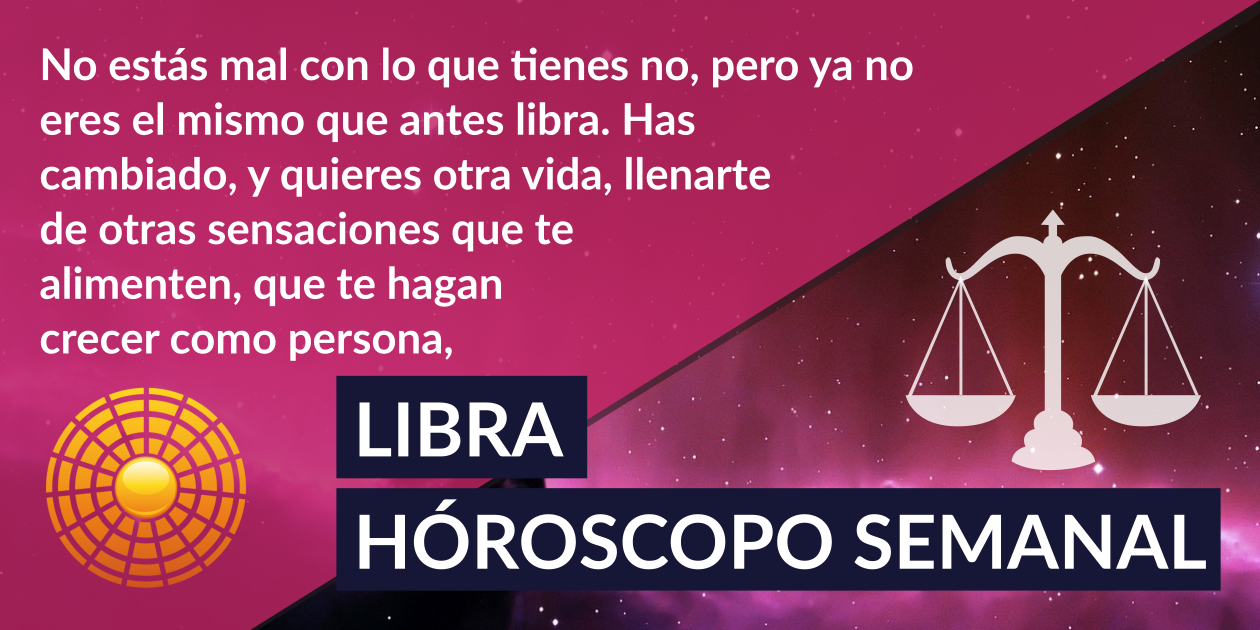 No estás mal con lo que tienes no, pero ya no
eres el mismo que antes libra. Has
cambiado, y quieres otra vida, llenarte
de otras sensaciones que te
alimenten, que te hagan
crecer como persona,
LIBRA
HÓROSCOPO SEMANAL